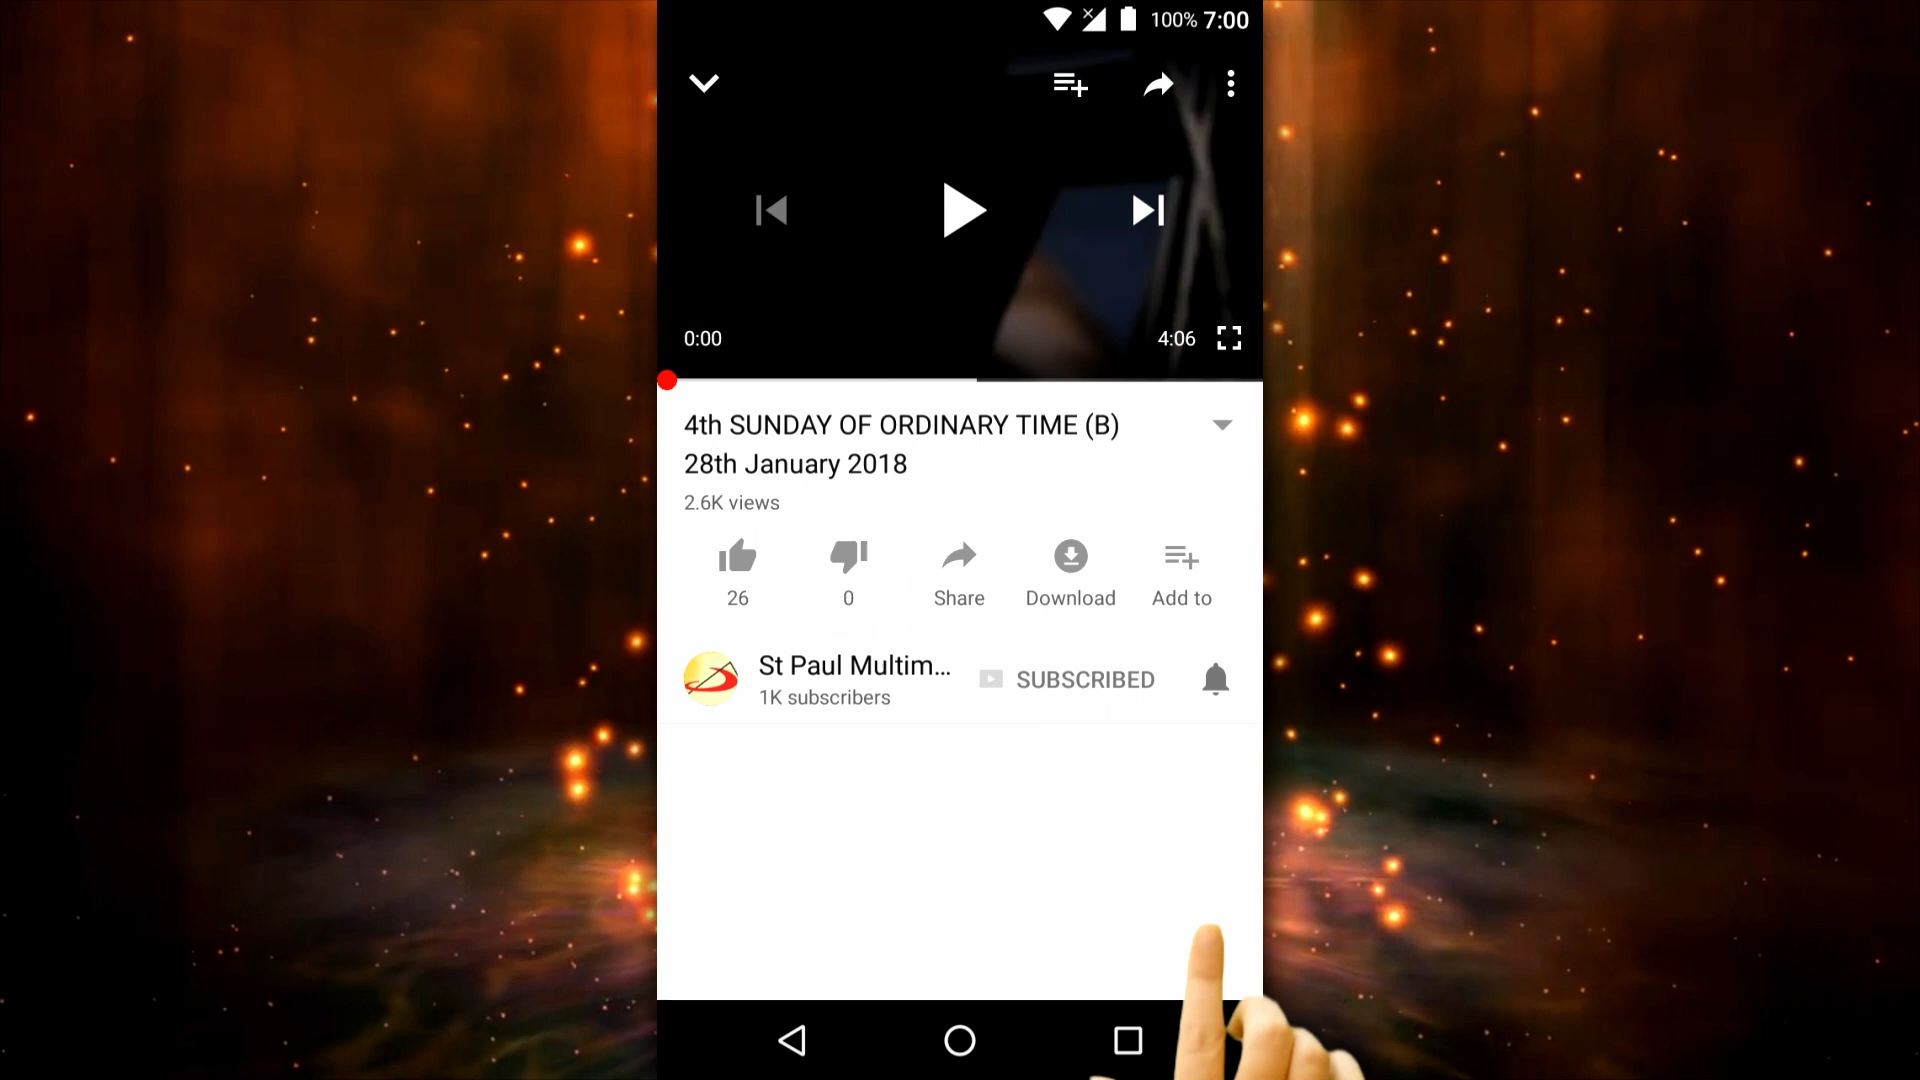 100% 7:00
0:00
4:06
4th SUNDAY OF ORDINARY TIME (B)
28th January 2018
2.6K views
26
0
Share
Download
Add to
St Paul Multim...
SUBSCRIBED
1K subscribers